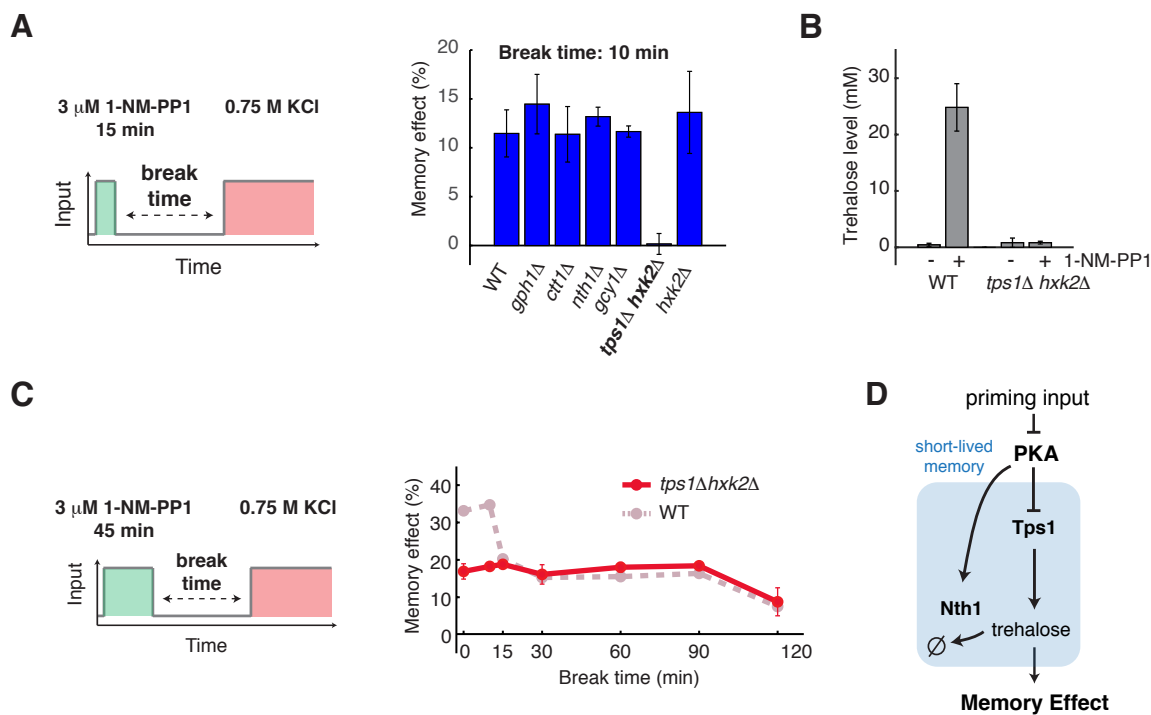 A
3 μM 1-NM-PP1
15 min
0.75 M KCl
break
time
Input
Time
Break time: 10 min
Memory effect (%)
20
15
10
5
0
WT
gph1Δ
ctt1Δ
nth1Δ
gcy1Δ
tps1Δ hxk2Δ
hxk2Δ
B
Trehalose level (mM)
30
20
10
0
- + - + 1-NM-PP1
WT tps1Δ hxk2Δ
C
3 μM 1-NM-PP1
45 min
0.75 M KCl
break
time
Input
Time
Memory effect (%)
40
30
20
10
0
tps1Δhxk2Δ
WT
0 15 30 60 90 120
Break time (min)
D
priming input
short-lived
memory
PKA
Tps1
Nth1
trehalose
∅
Memory Effect